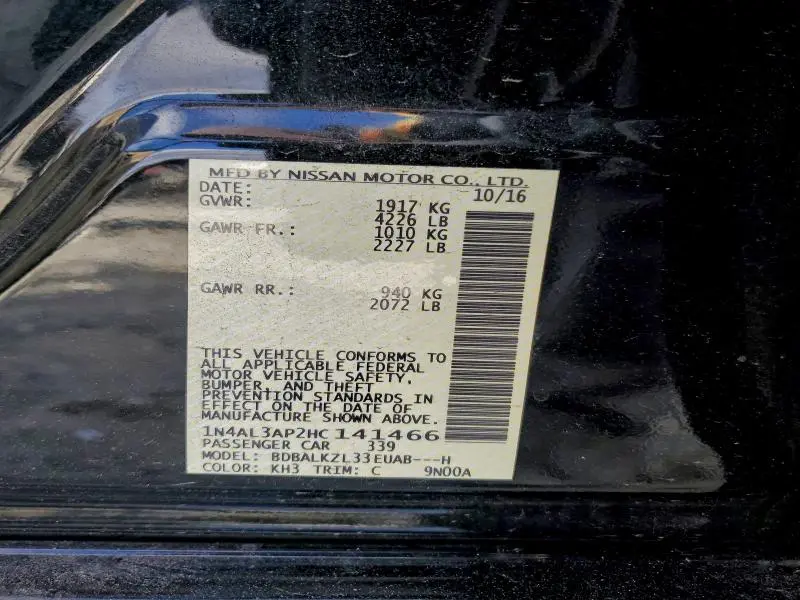 MFD BY NISSAN MOTOR CO., LTD.
DATE: 10/16
GVWR: 1917 KG
4226 LB
GAWR FR.: 1010 KG
2227 LB
GAWR RR.: 940 KG
2072 LB
THIS VEHICLE CONFORMS TO
ALL APPLICABLE FEDERAL
MOTOR VEHICLE SAFETY,
BUMPER, AND THEFT
PREVENTION STANDARDS IN
EFFECT ON THE DATE OF
MANUFACTURE SHOWN ABOVE.
1N4AL3AP2HC141466
PASSENGER CAR 339
MODEL: BDBALKZL33EUAB---H
COLOR: KH3 TRIM: C 9N00A